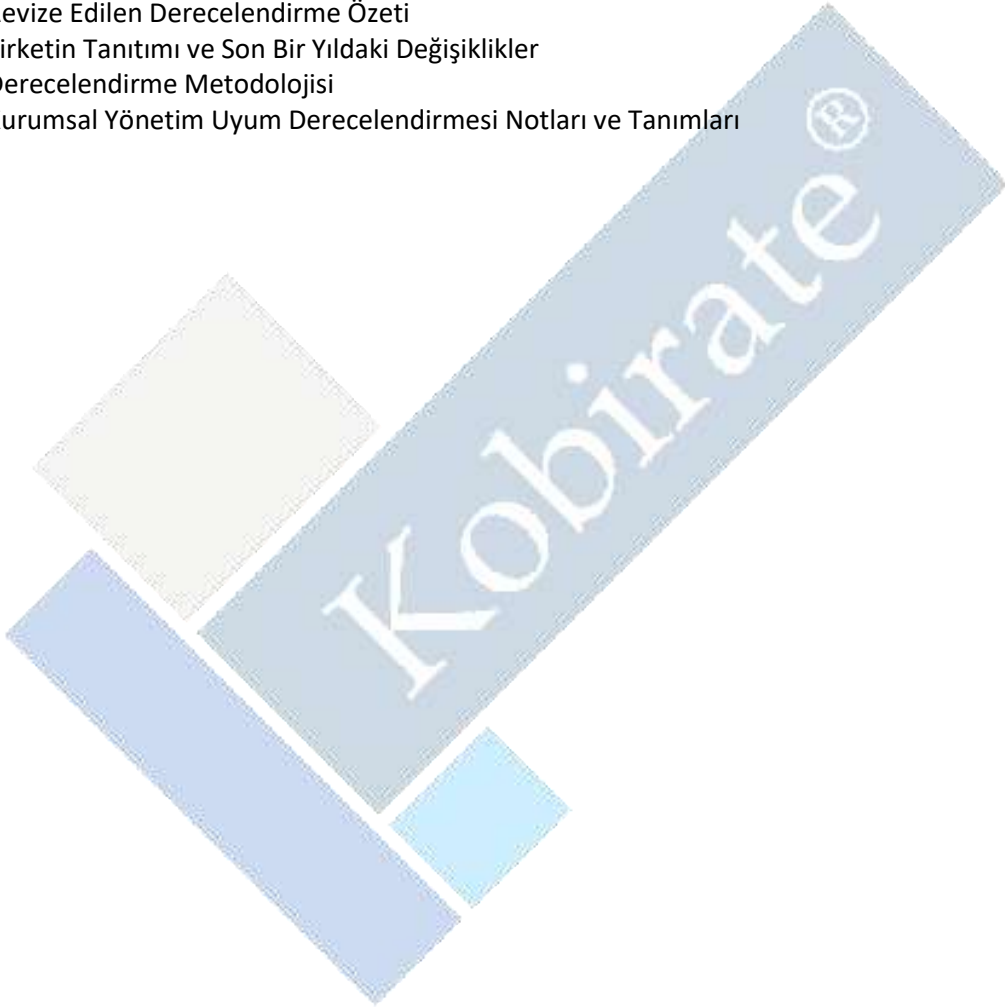 evize Edilen Derecelendirme Özeti
irketin Tanıtımı ve Son Bir Yıldaki Değişiklikler
Derecelendirme Metodolojisi
urumsal Yönetim Uyum Derecelendirmesi Notları ve Tanımları
Kobirate ®